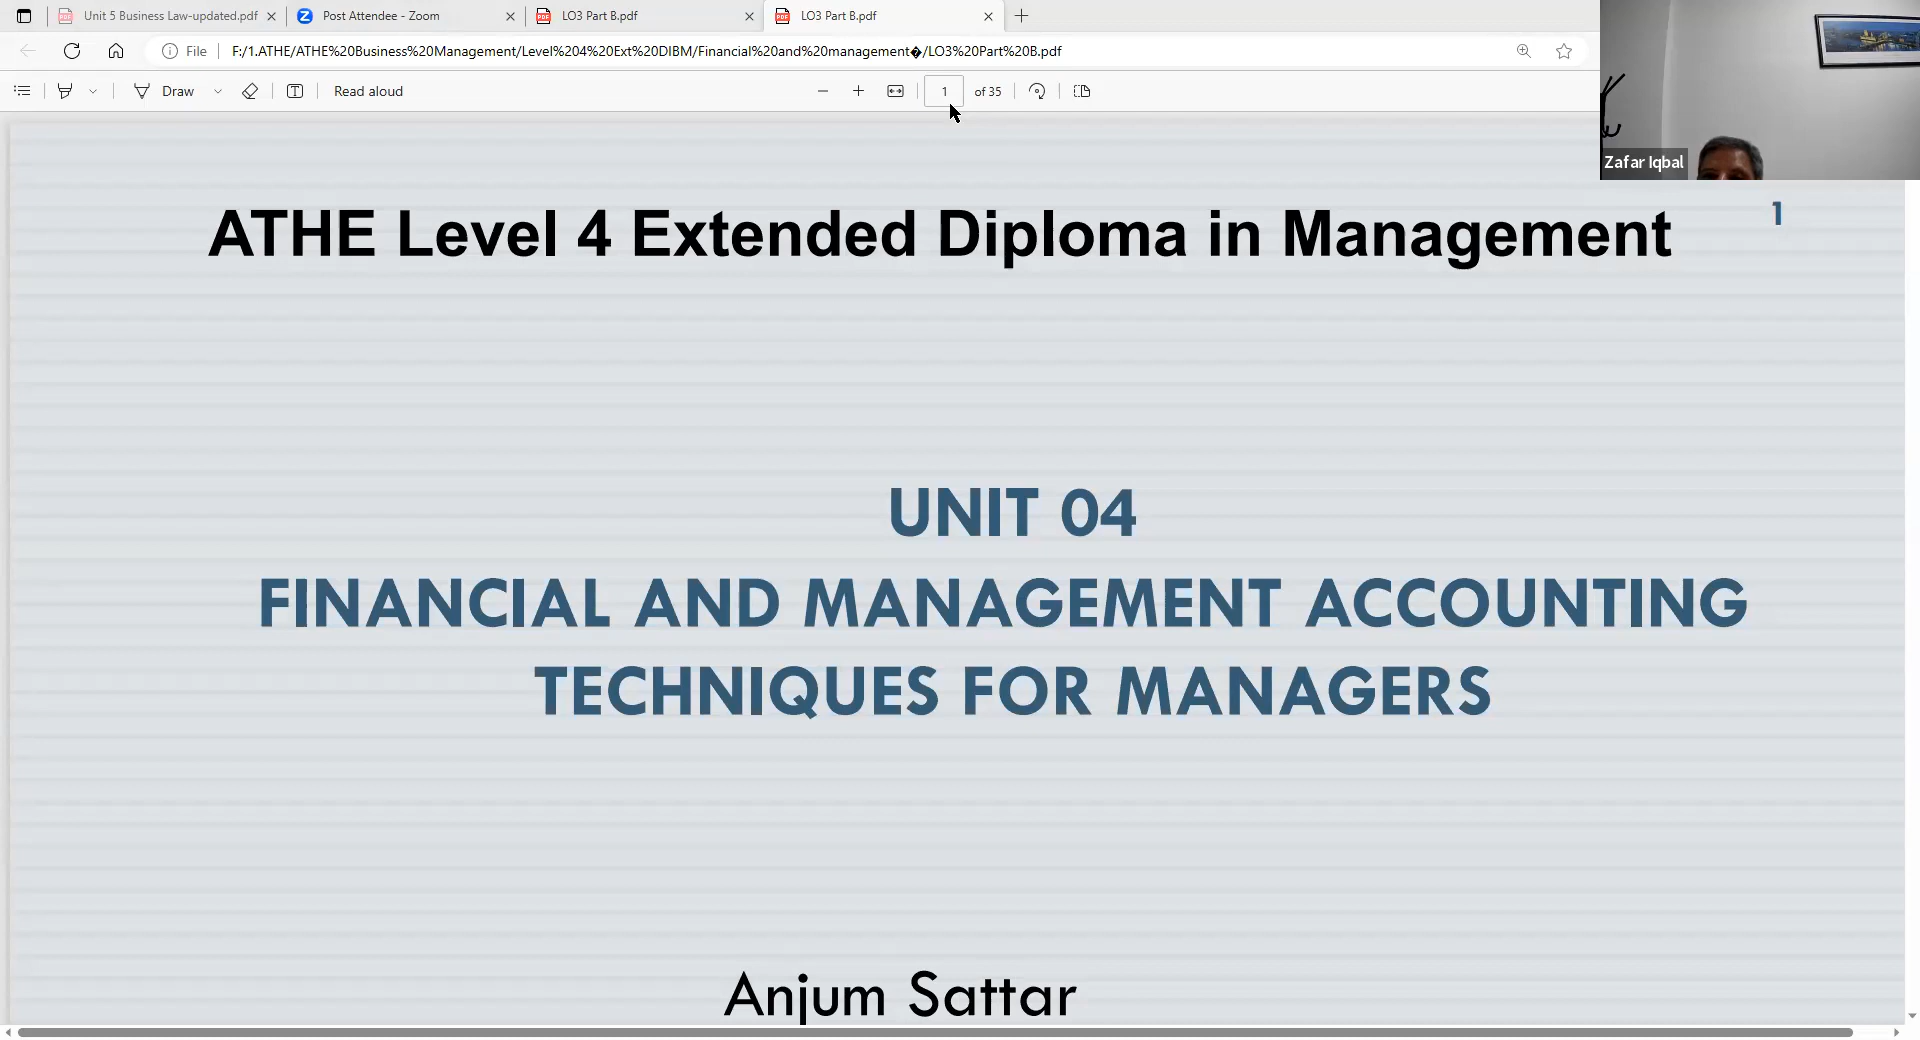 Unit 5 Business Law-updated.pdf
Post Attendee - Zoom
LO3 Part B.pdf
LO3 Part B.pdf
File
F:/1.ATHE/ATHE%20Business%20Management/Level%204%20Ext%20DIBM/Financial%20and%20management�/LO3%20Part%20B.pdf
Draw
Read aloud
1 of 35
Zafar Iqbal
1
ATHE Level 4 Extended Diploma in Management
UNIT 04
FINANCIAL AND MANAGEMENT ACCOUNTING
TECHNIQUES FOR MANAGERS
Anjum Sattar